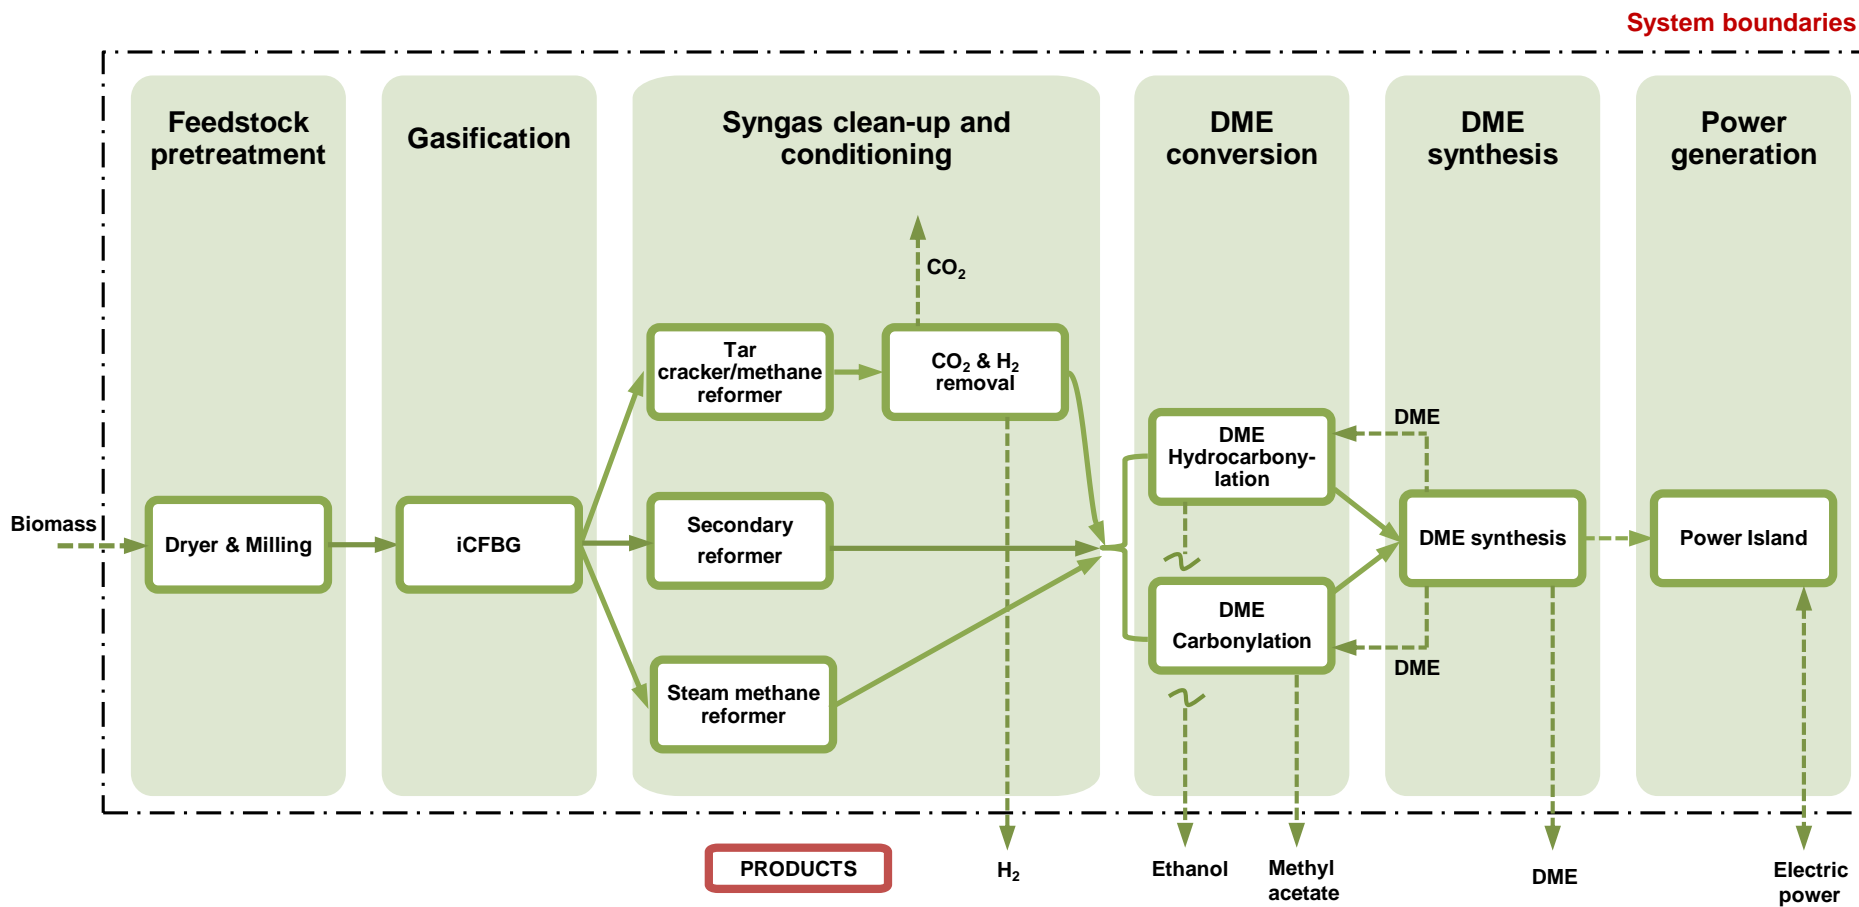 System boundaries
Feedstock
pretreatment
Gasification
Syngas clean-up and
conditioning
DME
conversion
DME
synthesis
Power
generation
CO₂
Tar
cracker/methane
reformer
CO₂ & H₂
removal
DME
Hydrocarbony-
lation
DME
Biomass
Dryer & Milling
iCFBG
Secondary
reformer
DME synthesis
Power Island
DME
Carbonylation
DME
Steam methane
reformer
PRODUCTS
H₂
Ethanol
Methyl
acetate
DME
Electric
power